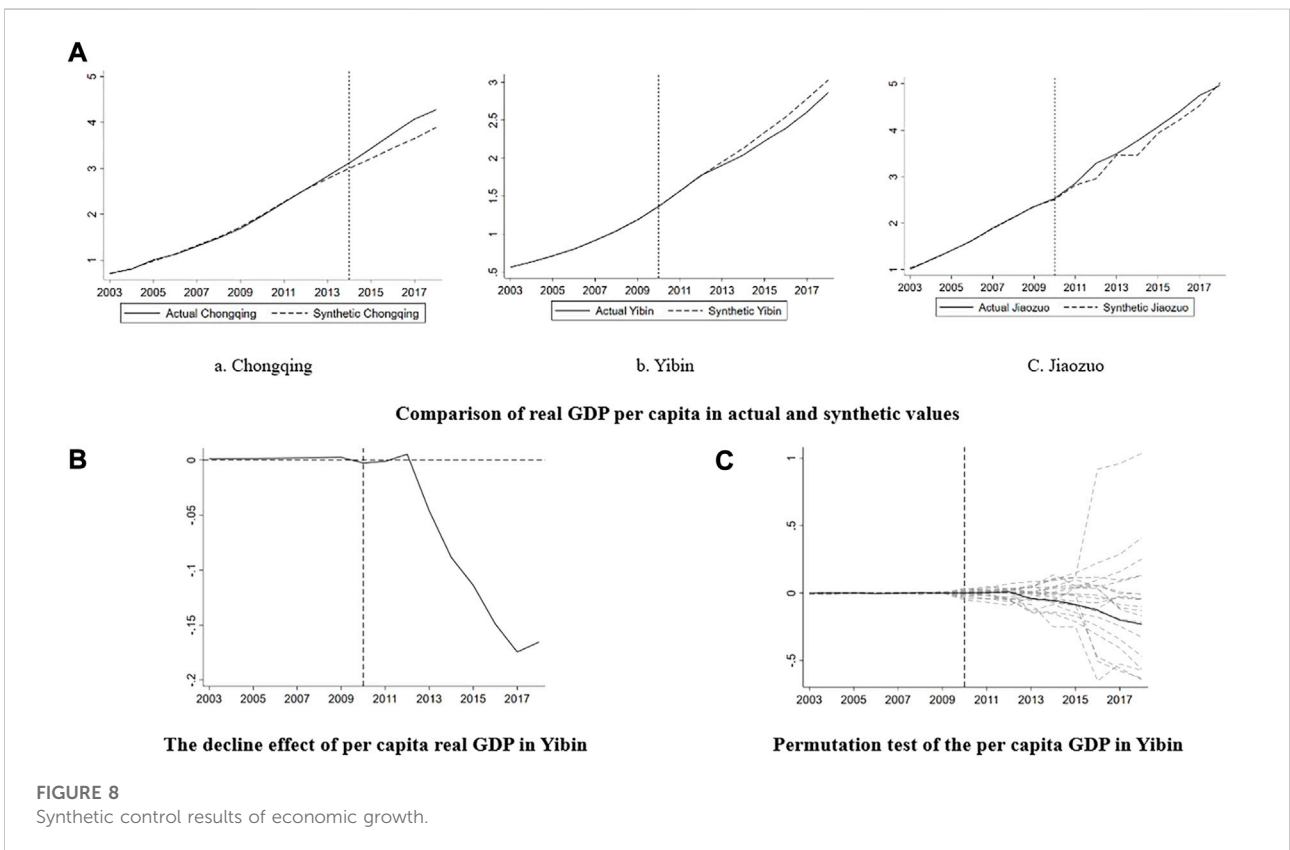 A
5
4
3
2
1
2003 2005 2007 2009 2011 2013 2015 2017
Actual Chongqing Synthetic Chongqing
a. Chongqing
3
2.5
2
1.5
1
.5
2003 2005 2007 2009 2011 2013 2015 2017
Actual Yibin Synthetic Yibin
b. Yibin
5
4
3
2
1
2003 2005 2007 2009 2011 2013 2015 2017
Actual Jiaozuo Synthetic Jiaozuo
C. Jiaozuo
Comparison of real GDP per capita in actual and synthetic values
B
0
-.05
-.1
-.15
-.2
2003 2005 2007 2009 2011 2013 2015 2017
The decline effect of per capita real GDP in Yibin
C
1
.5
0
-.5
2003 2005 2007 2009 2011 2013 2015 2017
Permutation test of the per capita GDP in Yibin
FIGURE 8
Synthetic control results of economic growth.